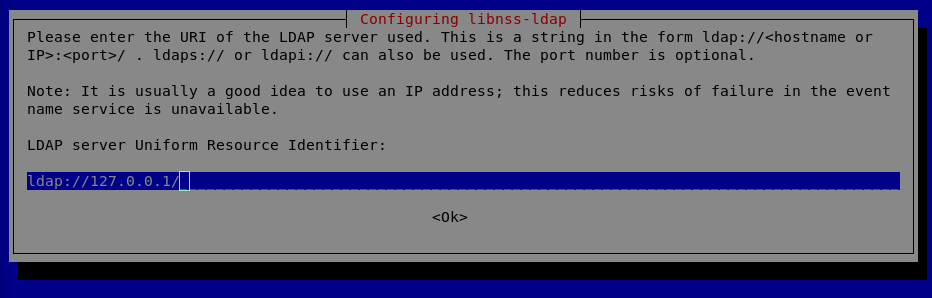 Configuring libnss-ldap
Please enter the URI of the LDAP server used. This is a string in the form ldap://<hostname or
IP>:<port>/ . ldaps:// or ldapi:// can also be used. The port number is optional.
Note: It is usually a good idea to use an IP address; this reduces risks of failure in the event
name service is unavailable.
LDAP server Uniform Resource Identifier:
ldap://127.0.0.1/
<Ok>